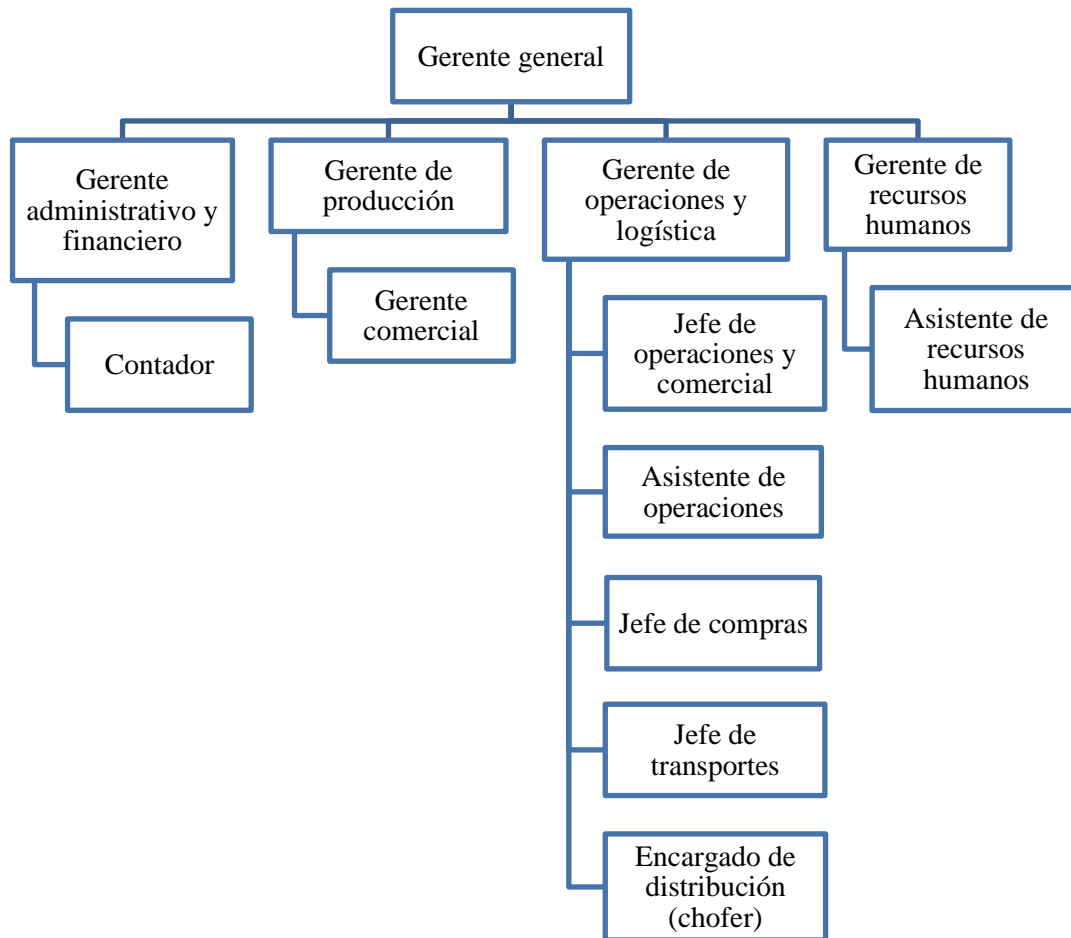 Gerente general
Gerente
administrativo y
financiero
Contador
Gerente de
producción
Gerente
comercial
Gerente de
operaciones y
logística
Jefe de
operaciones y
comercial
Asistente de
operaciones
Jefe de compras
Jefe de
transportes
Encargado de
distribución
(chofer)
Gerente de
recursos
humanos
Asistente de
recursos
humanos